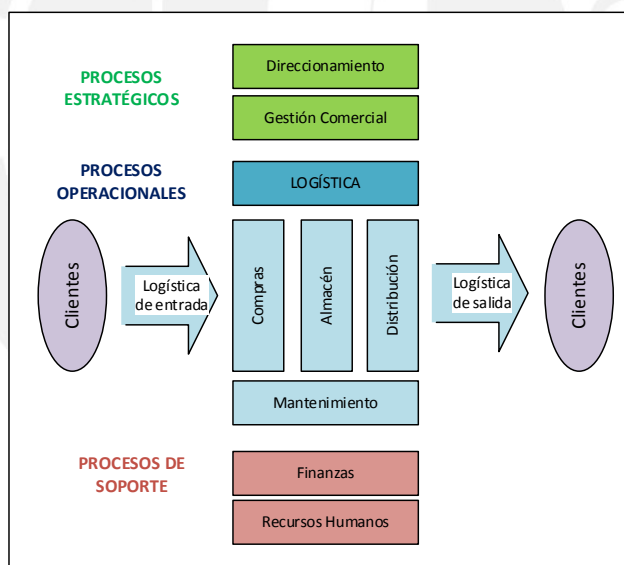 Direccionamiento
PROCESOS
ESTRATÉGICOS
Gestión Comercial
PROCESOS
OPERACIONALES
LOGÍSTICA
Clientes
Logística
de entrada
Compras
Almacén
Distribución
Logística
de salida
Clientes
Mantenimiento
PROCESOS DE
SOPORTE
Finanzas
Recursos Humanos